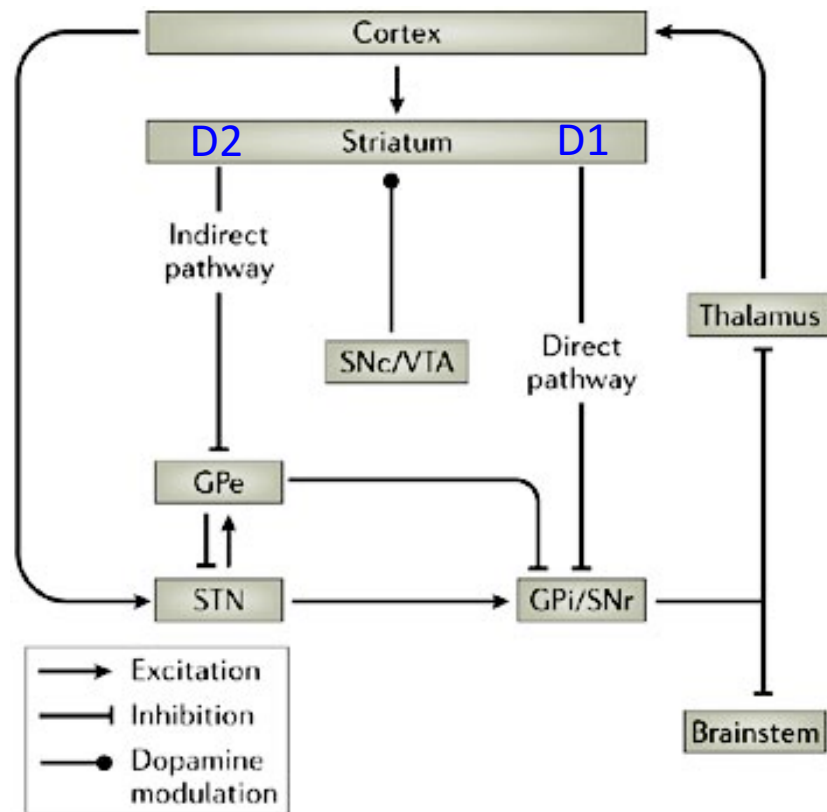 Cortex
D2 Striatum D1
Indirect
pathway
Thalamus
SNc/VTA
Direct
pathway
GPe
STN
GPi/SNr
Excitation
Inhibition
Dopamine
modulation
Brainstem